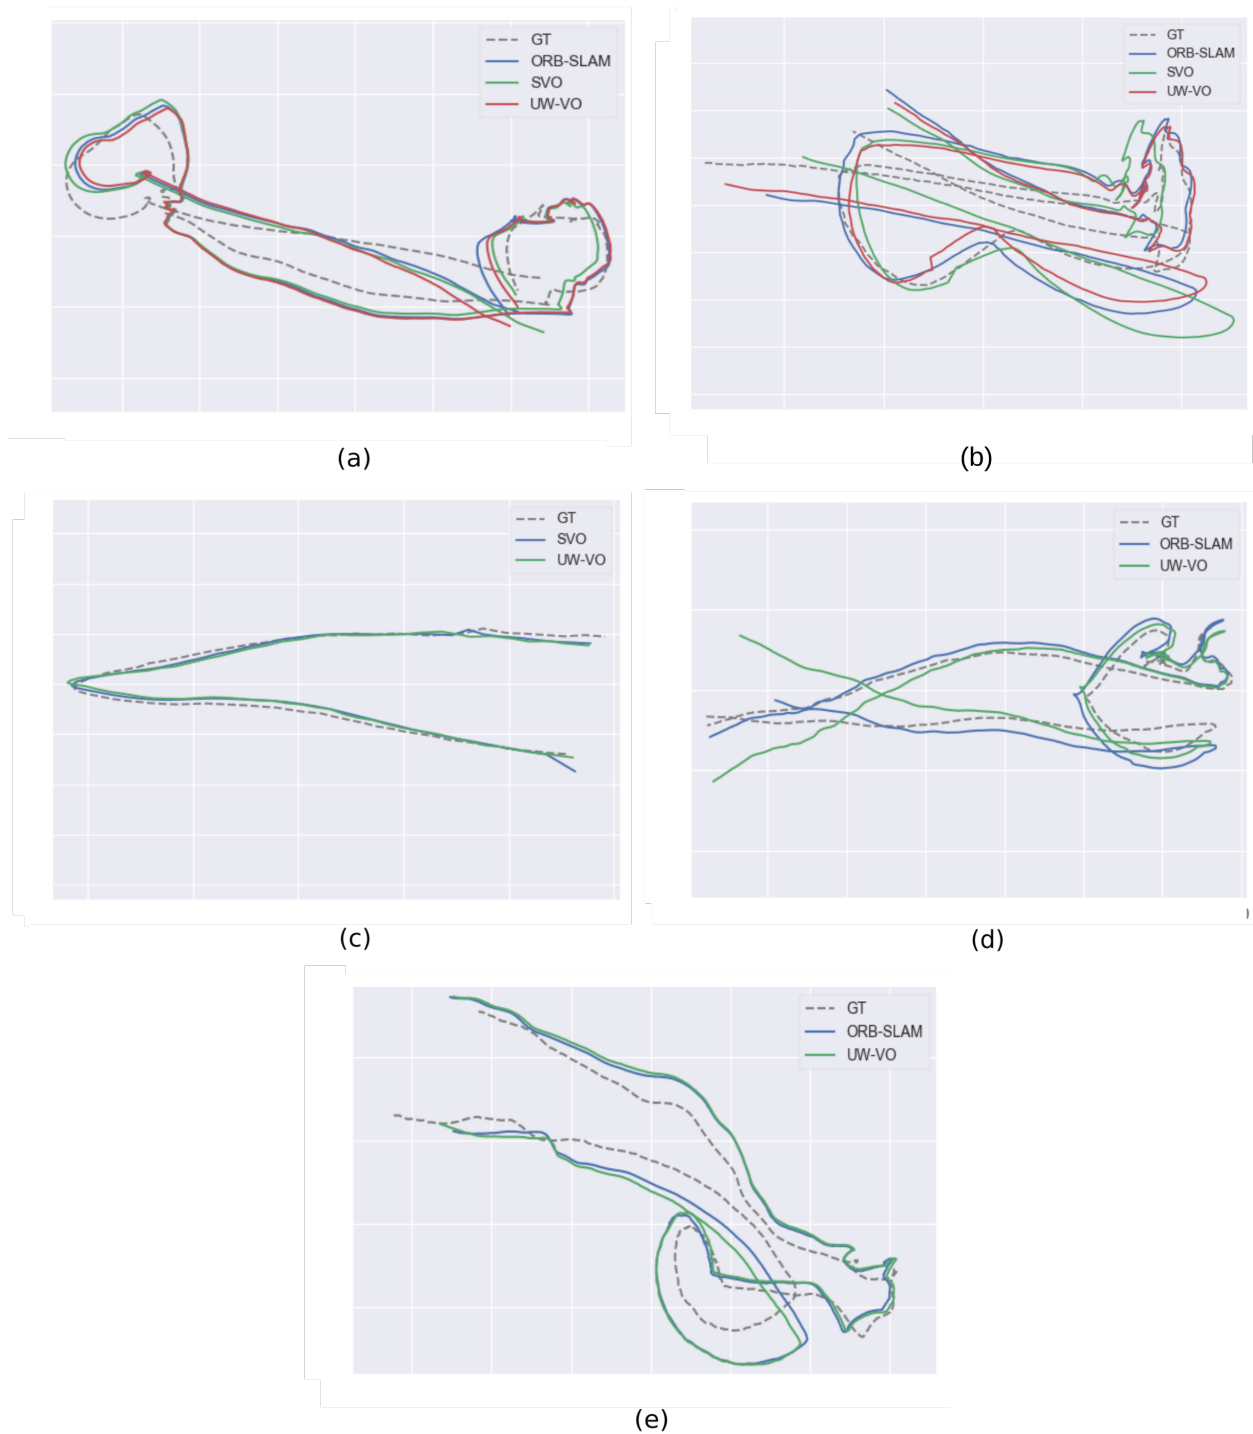 GT
ORB-SLAM
SVO
UW-VO
(a)
GT
ORB-SLAM
SVO
UW-VO
(b)
GT
SVO
UW-VO
(c)
GT
ORB-SLAM
UW-VO
(d)
GT
ORB-SLAM
UW-VO
(e)